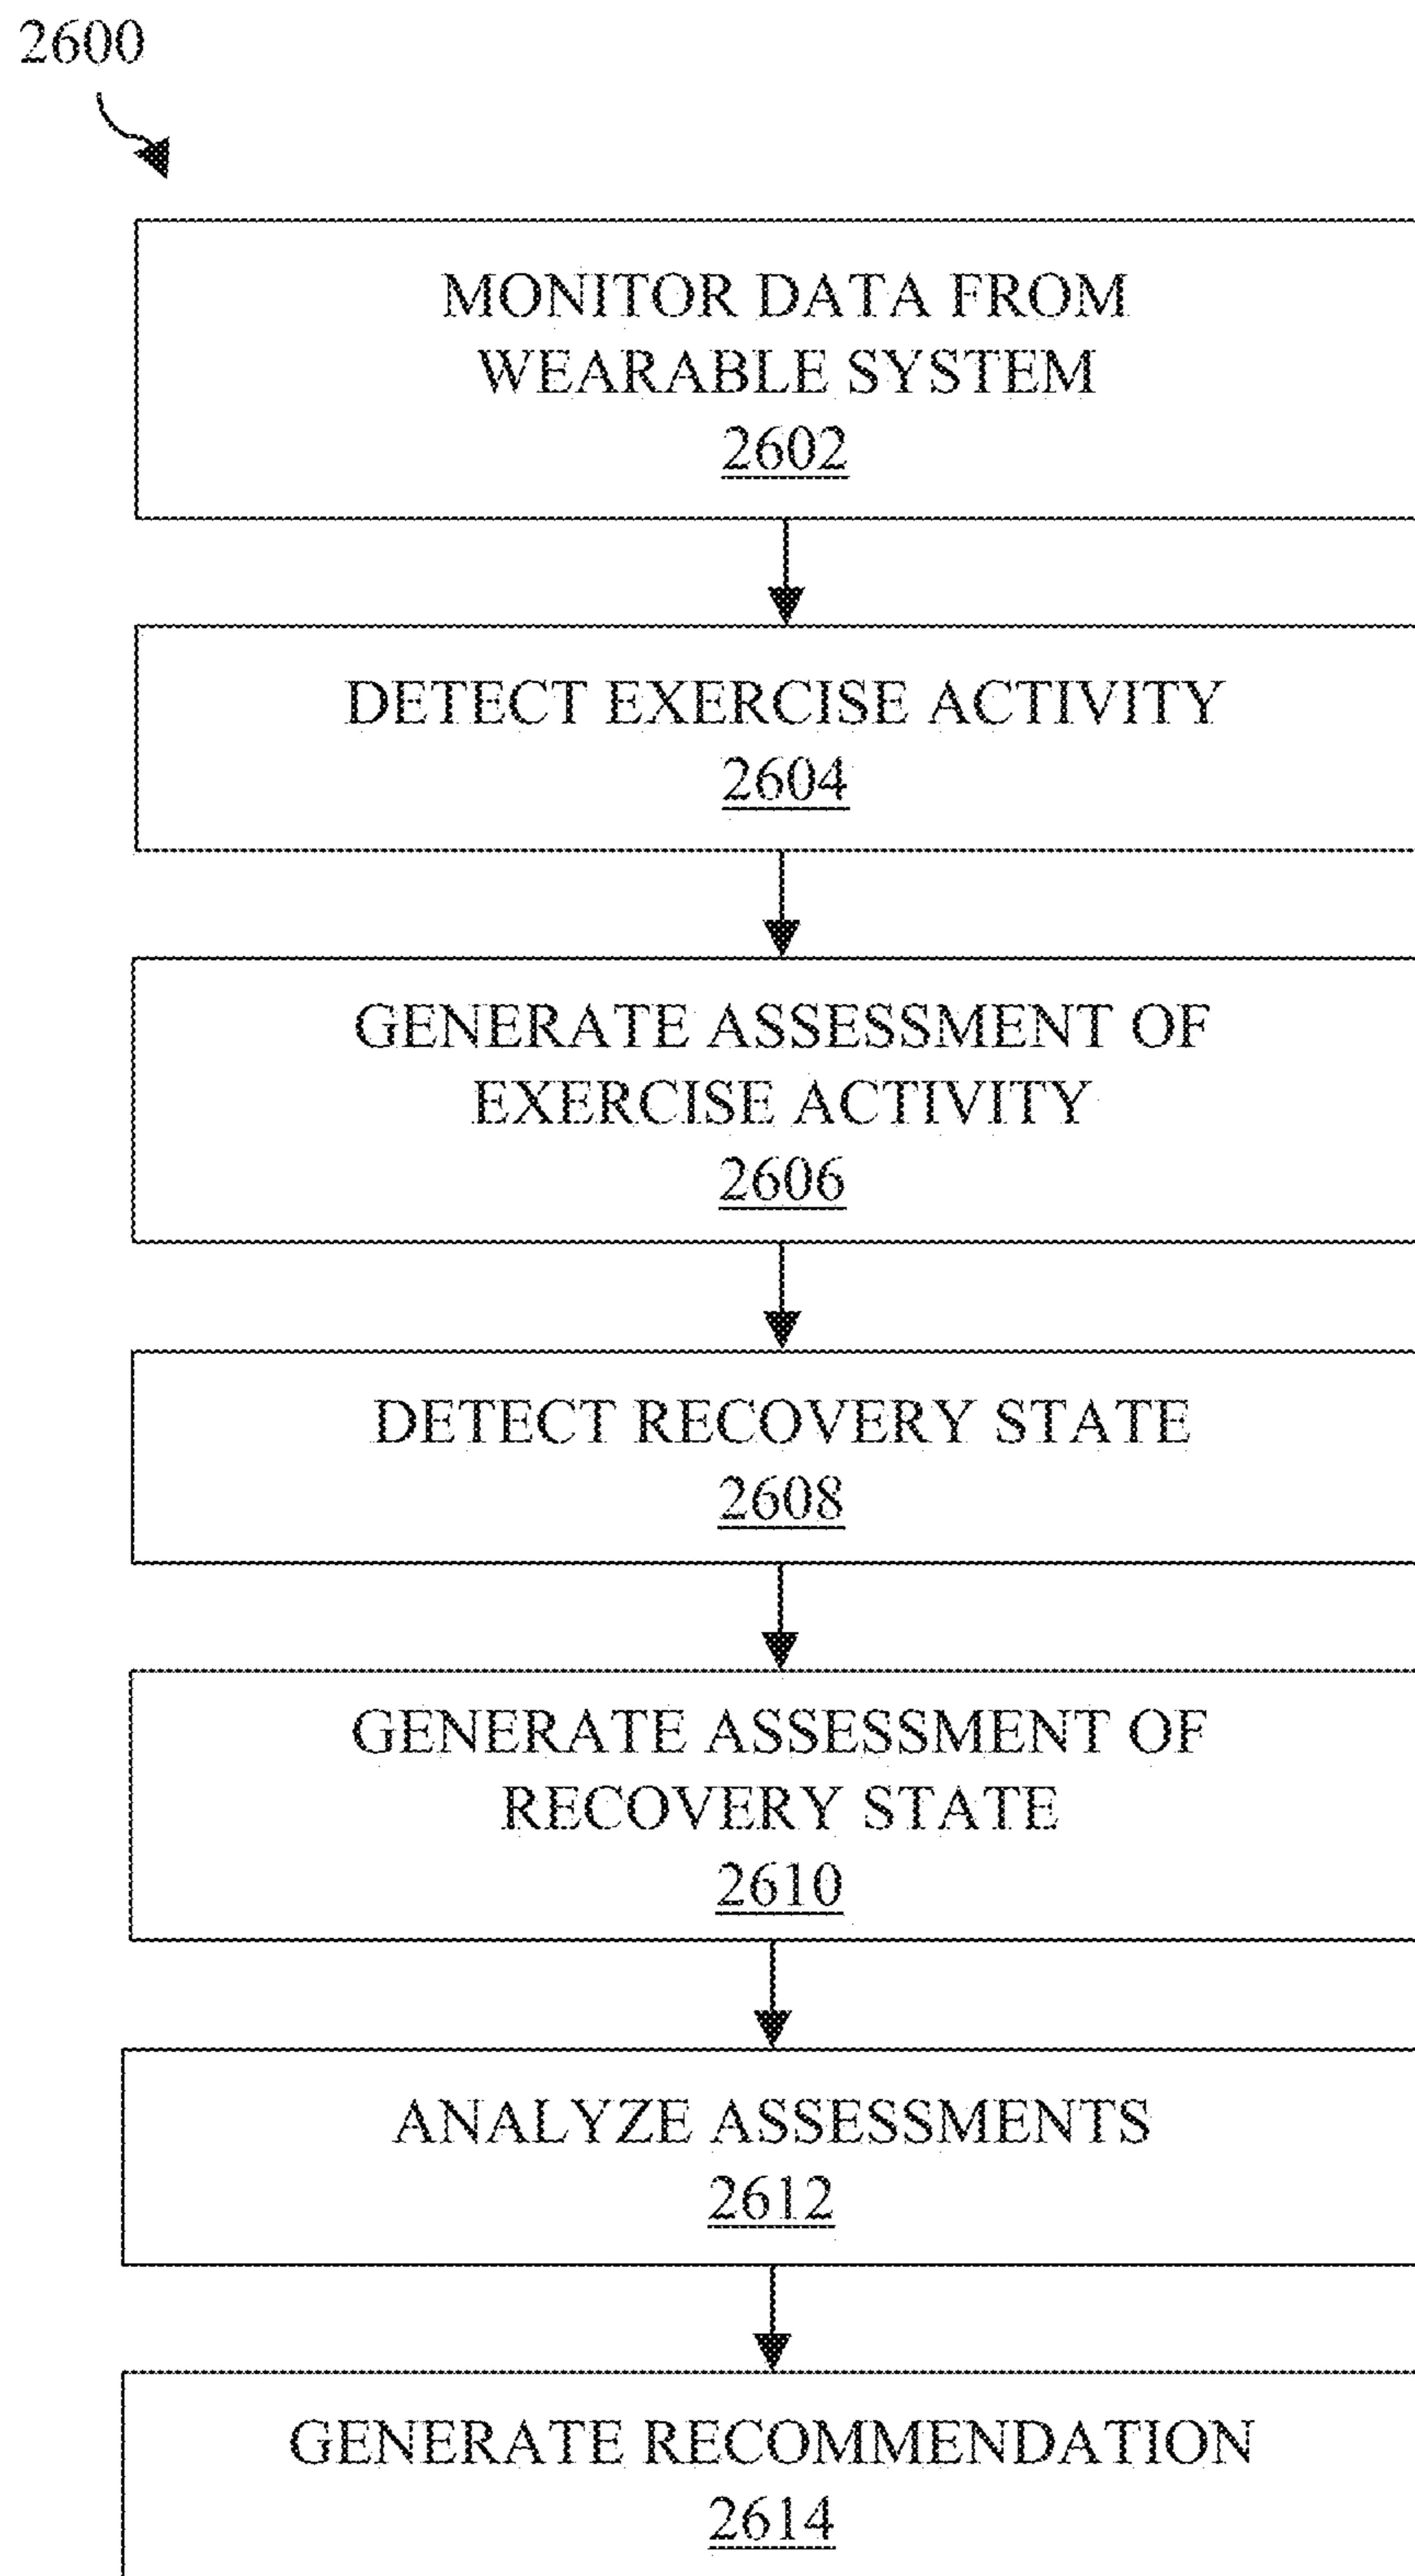 2600
MONITOR DATA FROM
WEARABLE SYSTEM
2602
DETECT EXERCISE ACTIVITY
2604
GENERATE ASSESSMENT OF
EXERCISE ACTIVITY
2606
DETECT RECOVERY STATE
2608
GENERATE ASSESSMENT OF
RECOVERY STATE
2610
ANALYZE ASSESSMENTS
2612
GENERATE RECOMMENDATION
2614